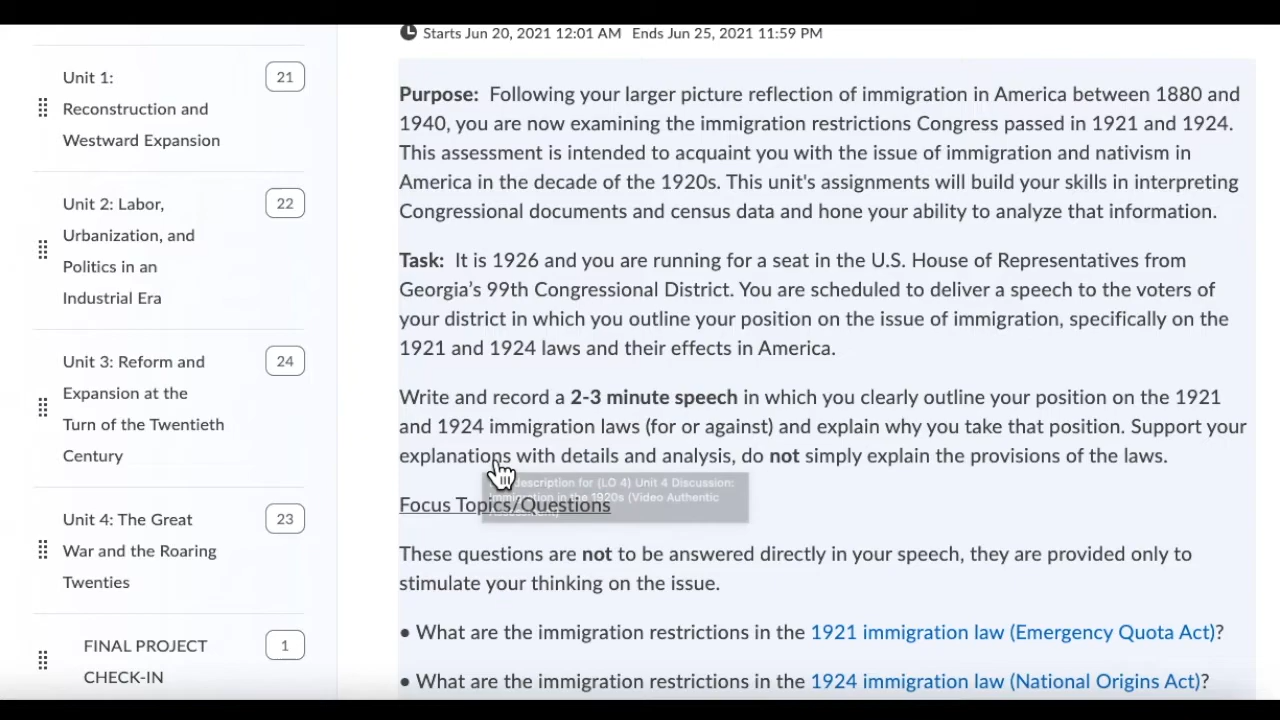 Unit 1:
Reconstruction and
Westward Expansion
21
Unit 2: Labor,
Urbanization, and
Politics in an
Industrial Era
22
Unit 3: Reform and
Expansion at the
Turn of the Twentieth
Century
24
Unit 4: The Great
War and the Roaring
Twenties
23
FINAL PROJECT
CHECK-IN
1
Starts Jun 20, 2021 12:01 AM Ends Jun 25, 2021 11:59 PM
Purpose: Following your larger picture reflection of immigration in America between 1880 and
1940, you are now examining the immigration restrictions Congress passed in 1921 and 1924.
This assessment is intended to acquaint you with the issue of immigration and nativism in
America in the decade of the 1920s. This unit's assignments will build your skills in interpreting
Congressional documents and census data and hone your ability to analyze that information.
Task: It is 1926 and you are running for a seat in the U.S. House of Representatives from
Georgia’s 99th Congressional District. You are scheduled to deliver a speech to the voters of
your district in which you outline your position on the issue of immigration, specifically on the
1921 and 1924 laws and their effects in America.
Write and record a 2-3 minute speech in which you clearly outline your position on the 1921
and 1924 immigration laws (for or against) and explain why you take that position. Support your
explanations with details and analysis, do not simply explain the provisions of the laws.
description for (LO 4) Unit 4 Discussion:
Immigration in the 1920s (Video Authentic
Focus Topics/Questions
These questions are not to be answered directly in your speech, they are provided only to
stimulate your thinking on the issue.
● What are the immigration restrictions in the 1921 immigration law (Emergency Quota Act)?
● What are the immigration restrictions in the 1924 immigration law (National Origins Act)?